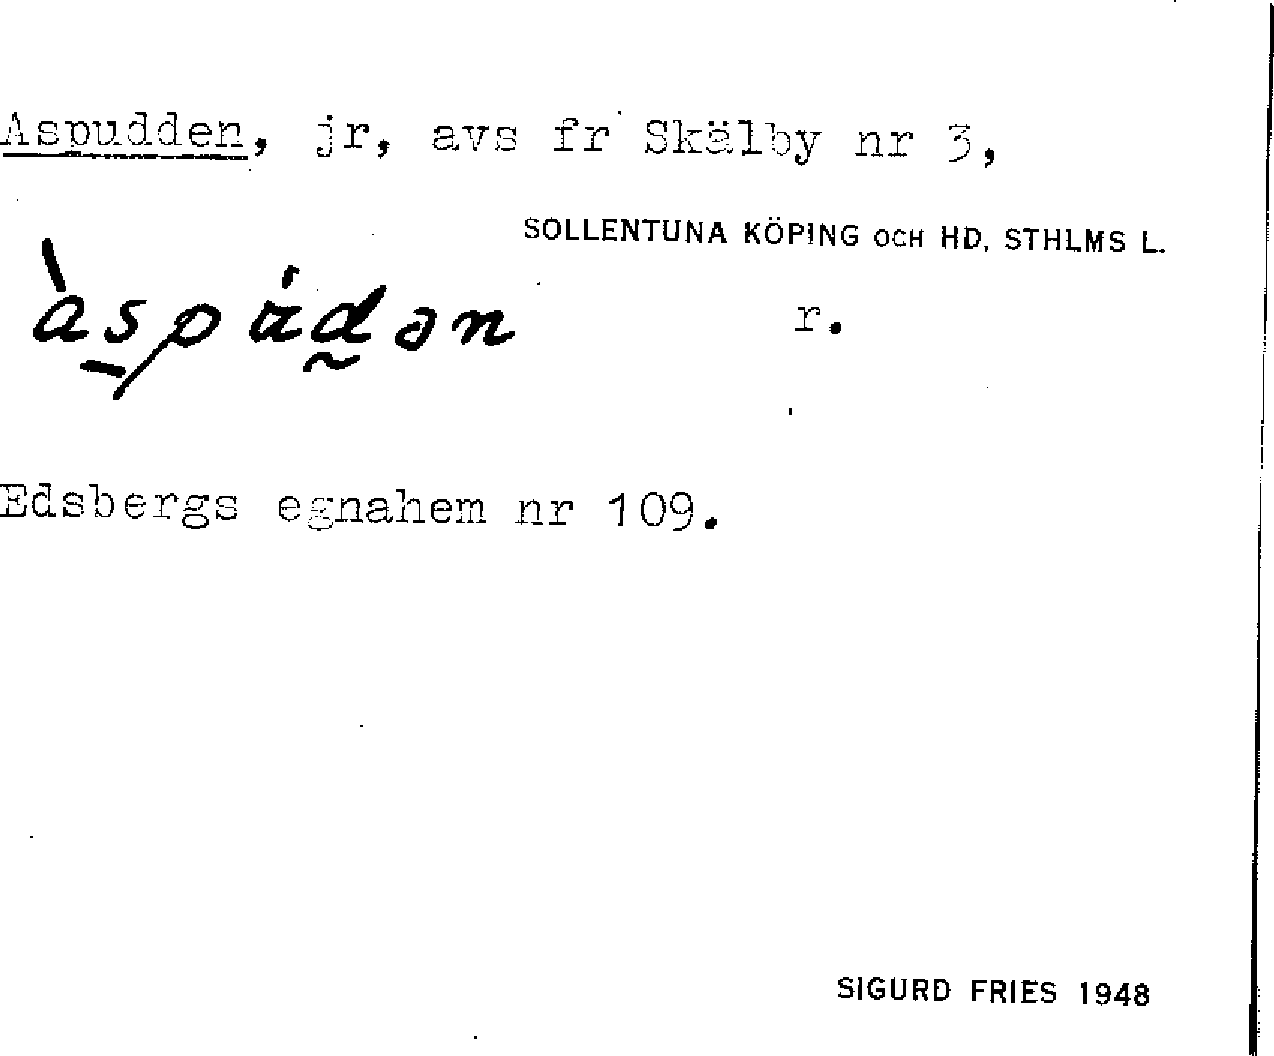 Aspudden, jr, avs fr Skälby nr 3,
SOLLENTUNA KÖPING OCH HD, STHLMS L.
r.
Edsbergs egnahem nr 109.
SIGURD FRIES 1948